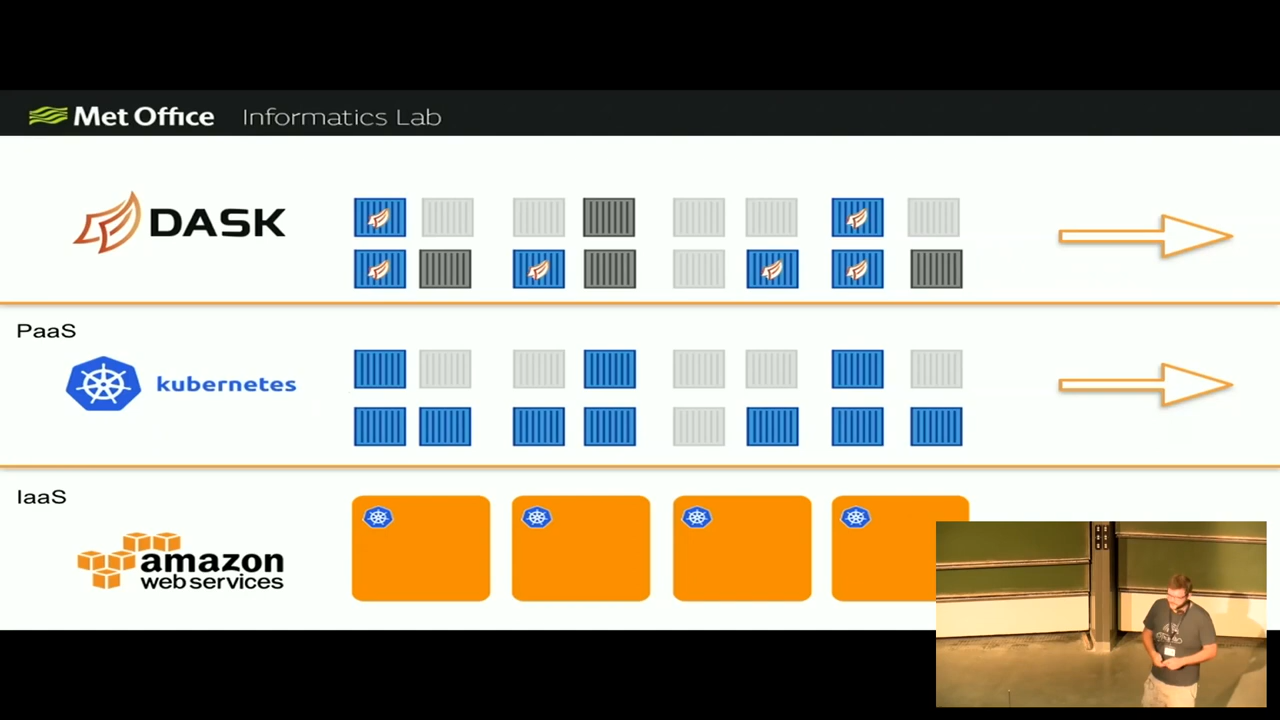 Met Office Informatics Lab
DASK
PaaS
kubernetes
IaaS
amazon
web services